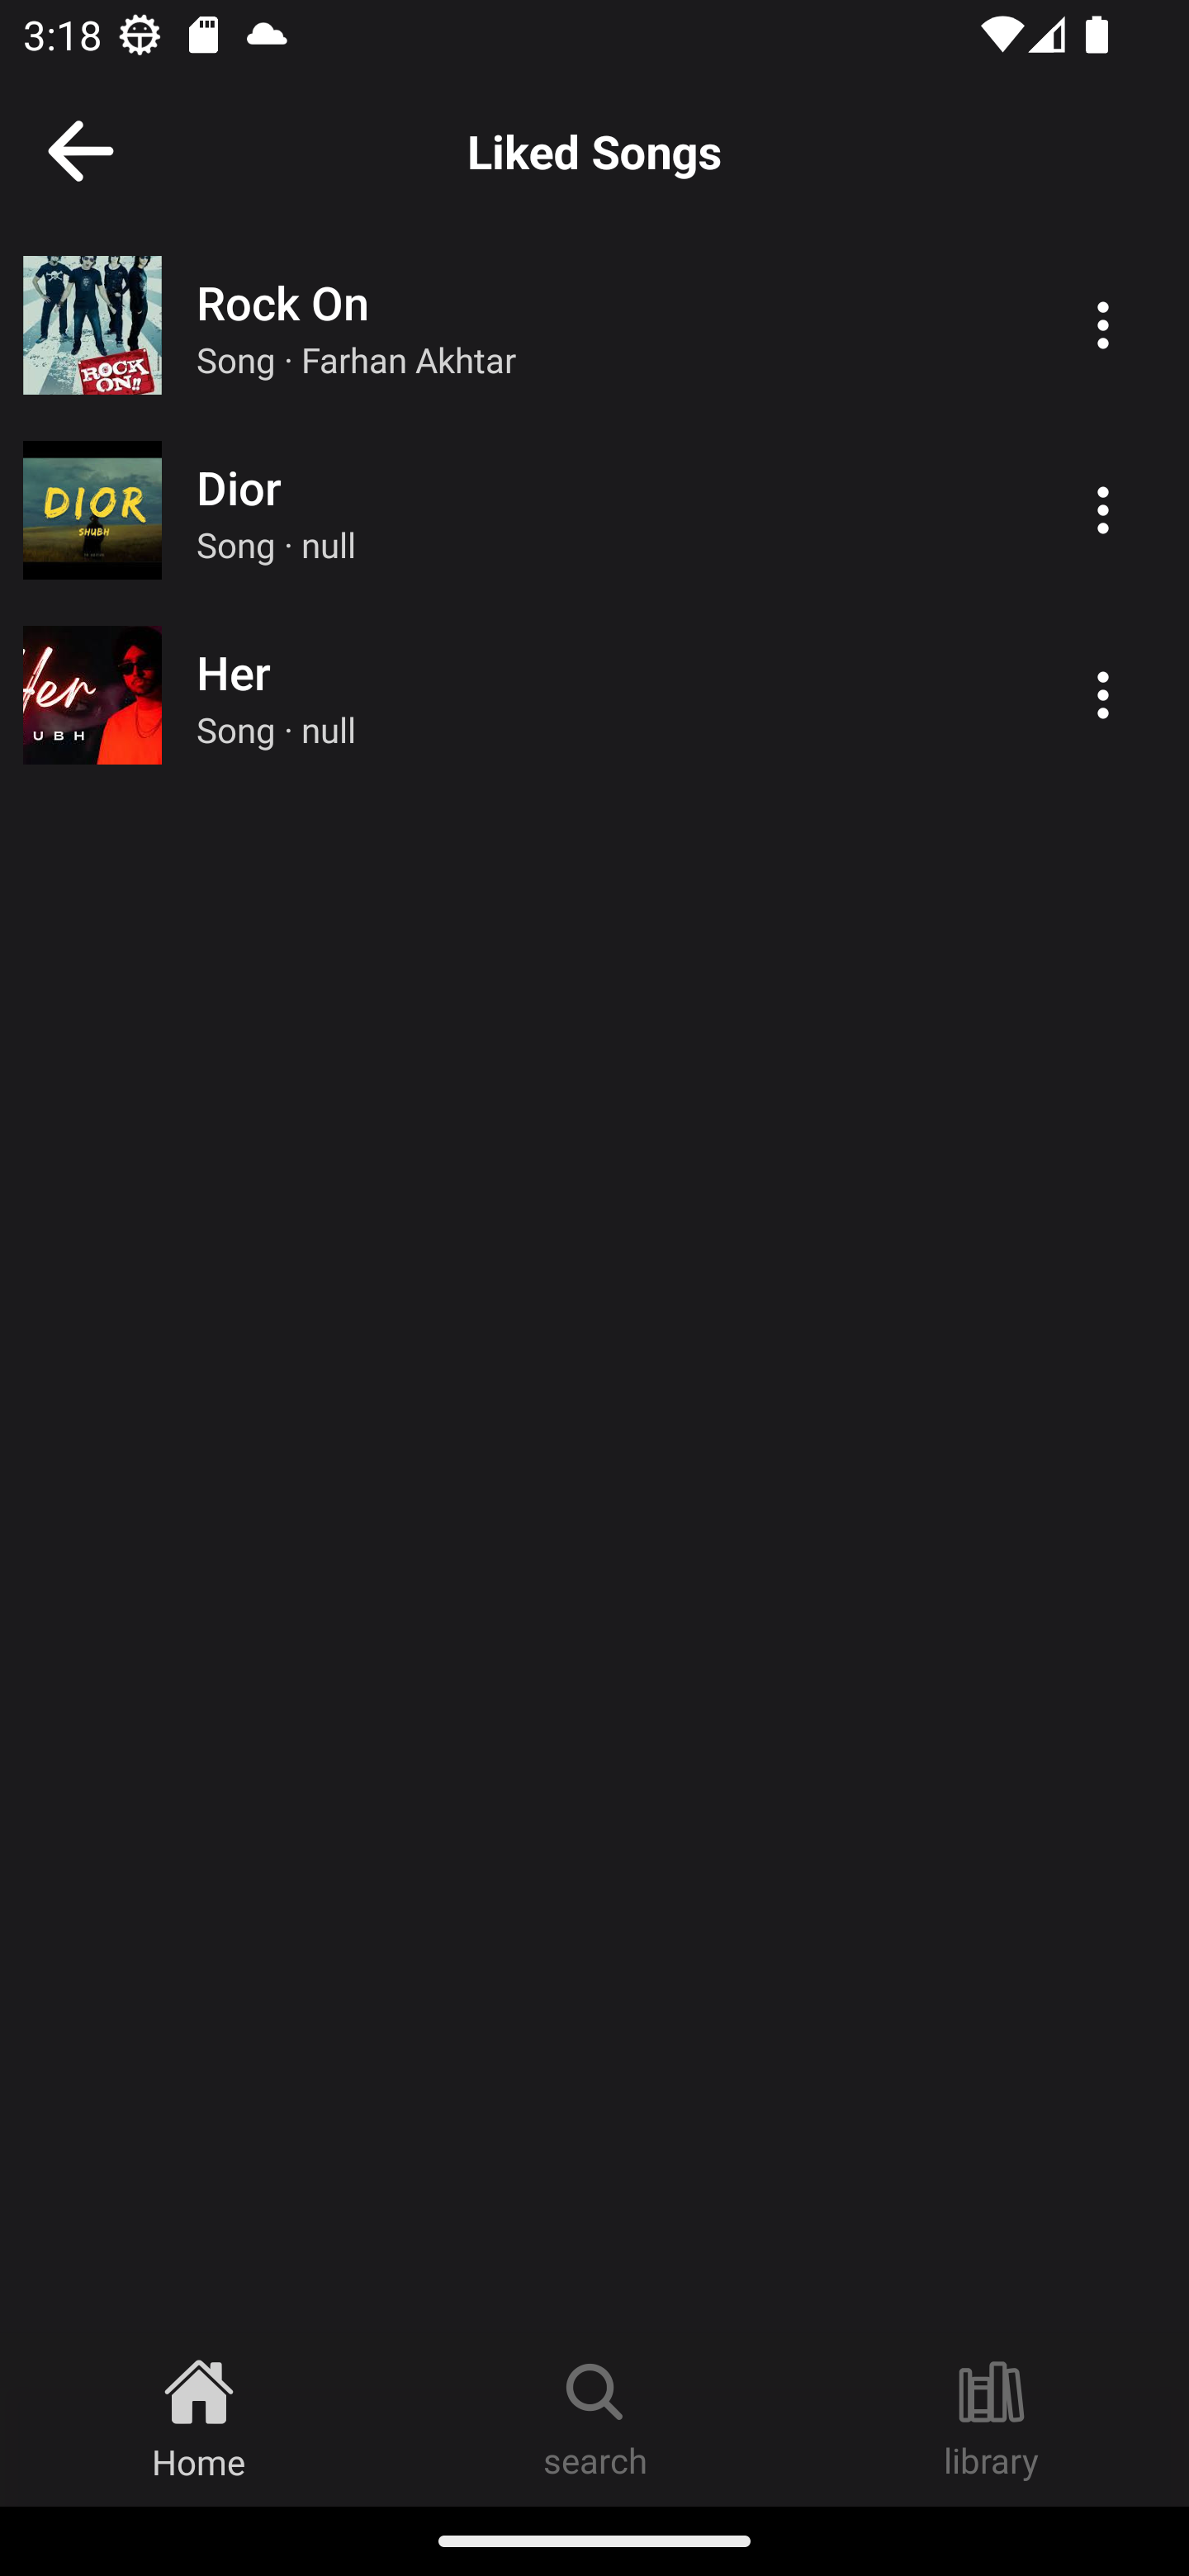 3:18
Liked Songs
ROCK
ON!!
Rock On
Song · Farhan Akhtar
DIOR
SHUBH
Dior
Song · null
Her
UBH
Her
Song · null
Home
search
library